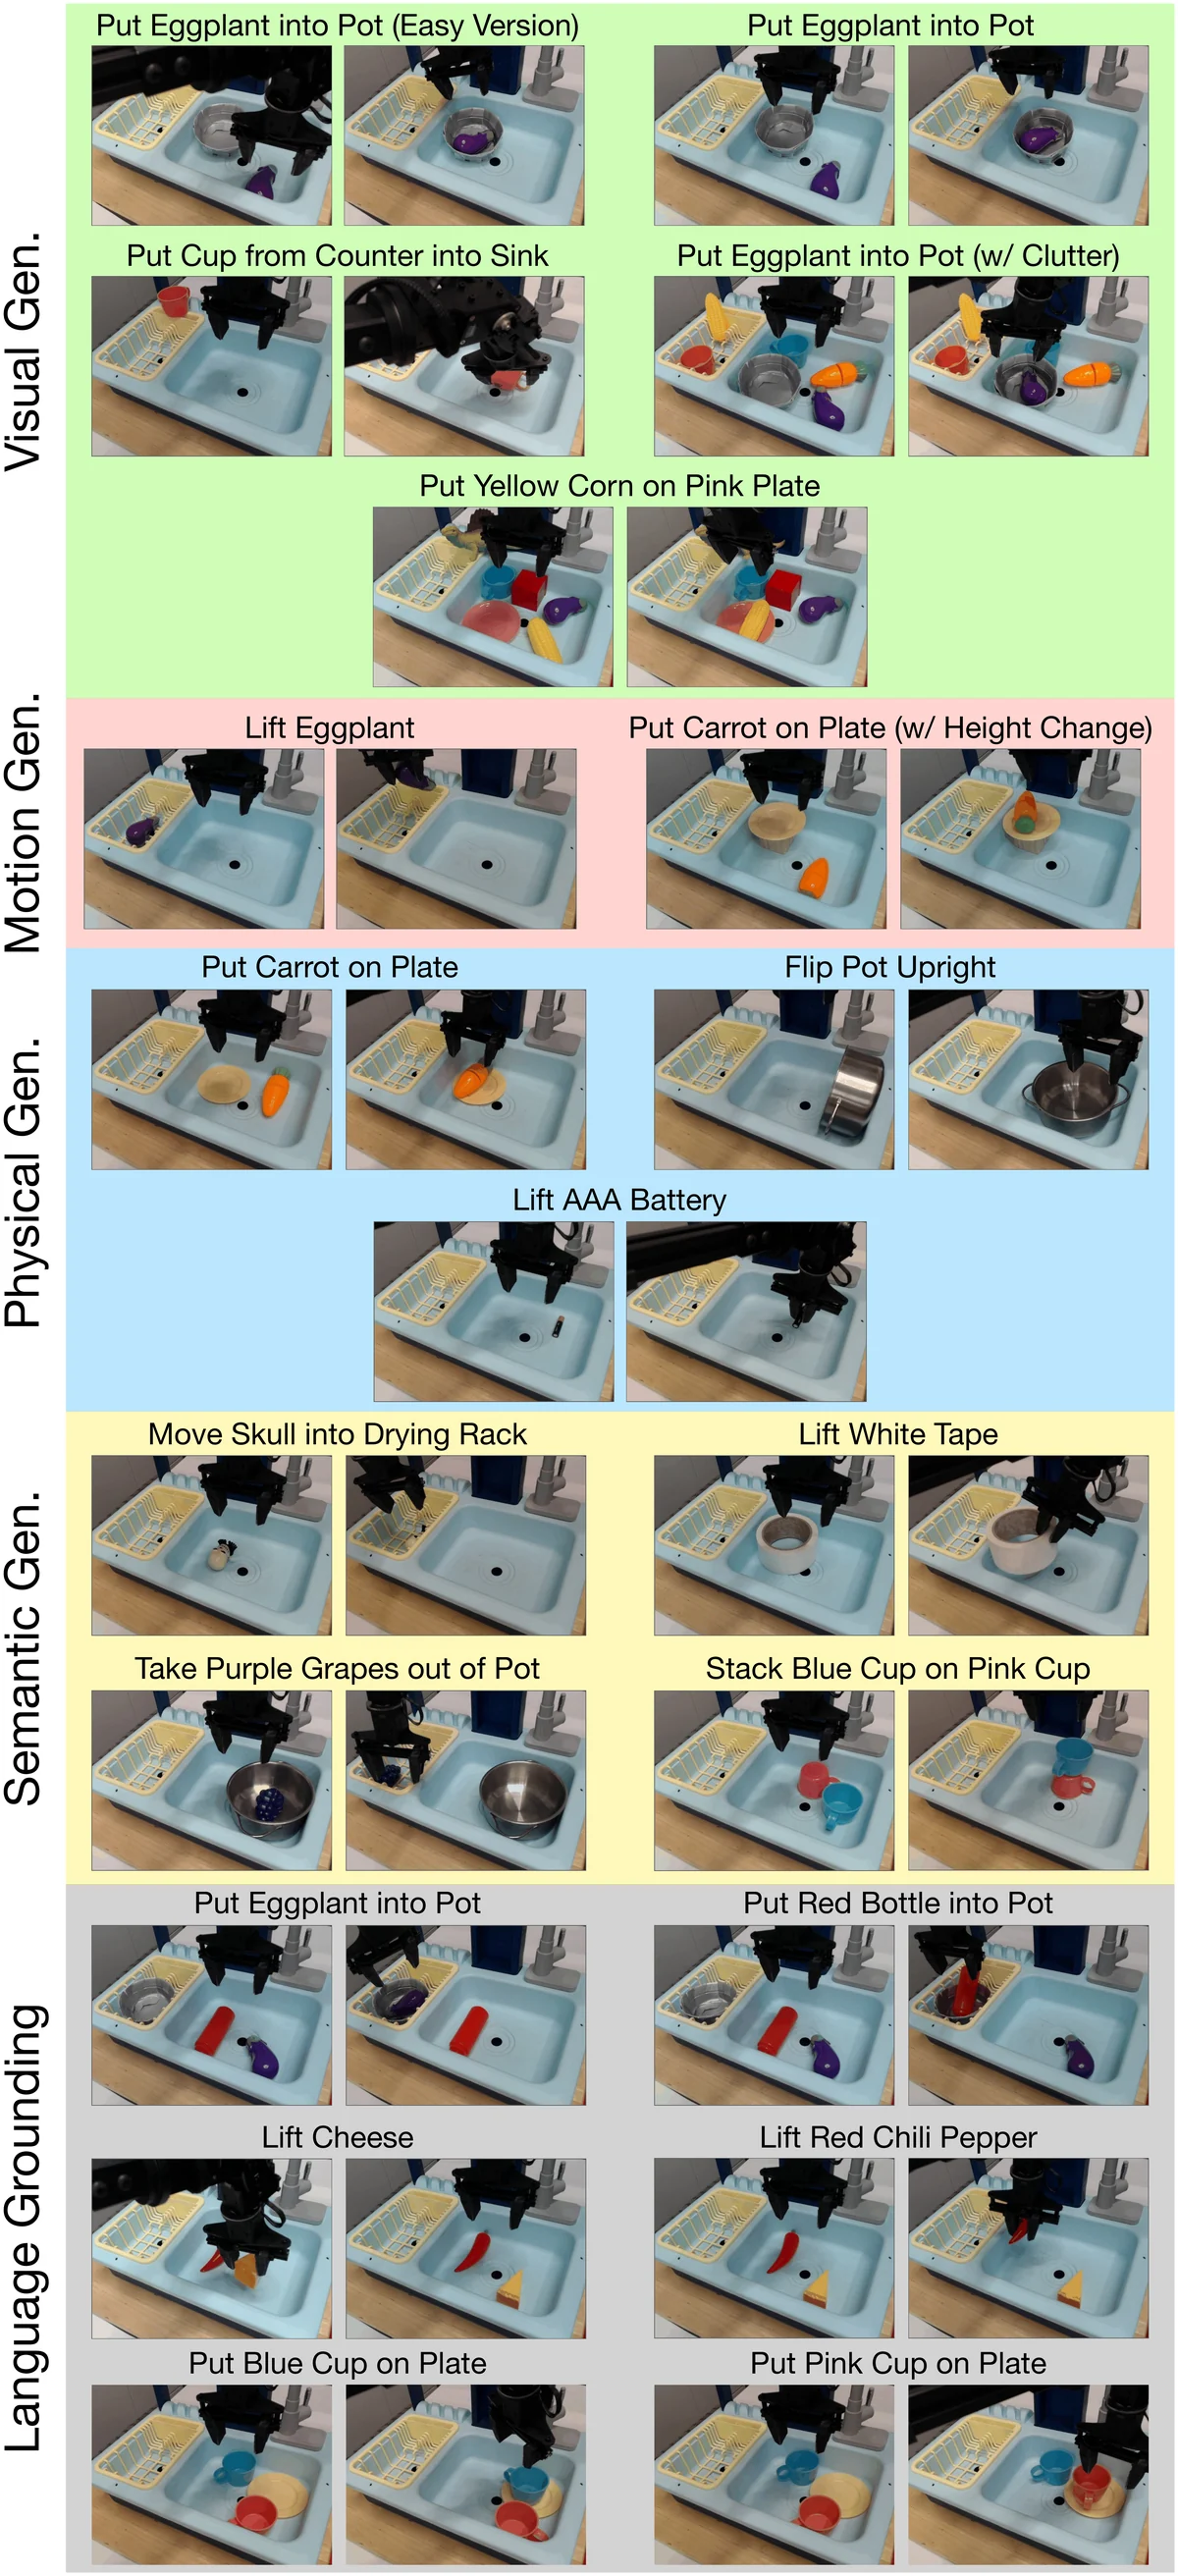 Visual Gen.
Put Eggplant into Pot (Easy Version)
Put Eggplant into Pot
Put Cup from Counter into Sink
Put Eggplant into Pot (w/ Clutter)
Put Yellow Corn on Pink Plate
Motion Gen.
Lift Eggplant
Put Carrot on Plate (w/ Height Change)
Physical Gen.
Put Carrot on Plate
Flip Pot Upright
Lift AAA Battery
Semantic Gen.
Move Skull into Drying Rack
Lift White Tape
Take Purple Grapes out of Pot
Stack Blue Cup on Pink Cup
Language Grounding
Put Eggplant into Pot
Put Red Bottle into Pot
Lift Cheese
Lift Red Chili Pepper
Put Blue Cup on Plate
Put Pink Cup on Plate